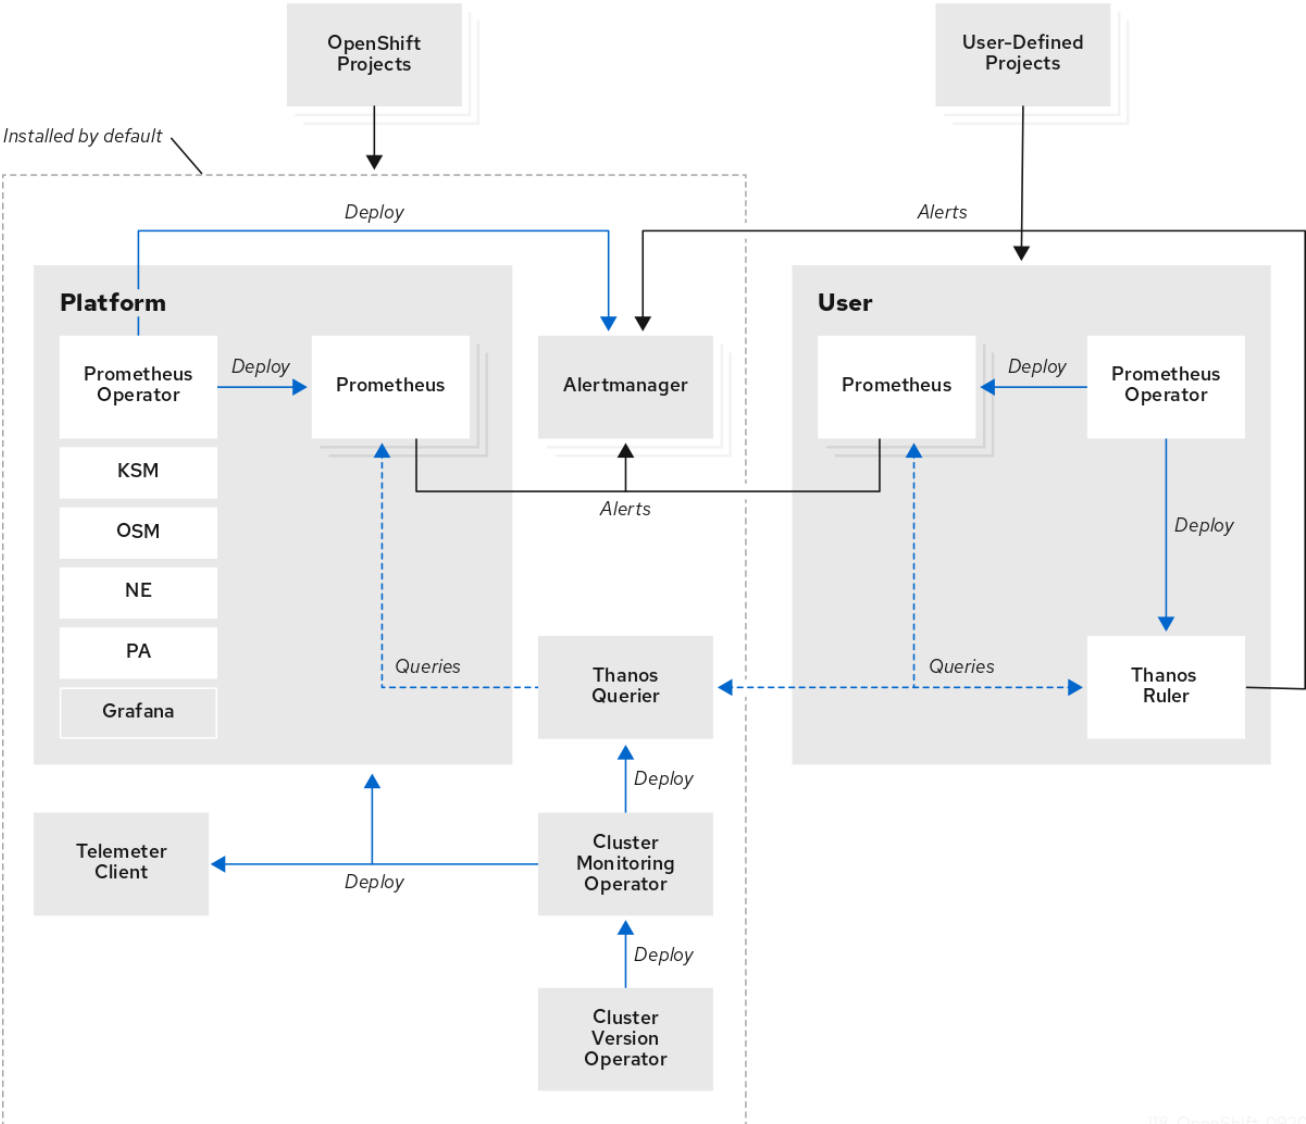 OpenShift
Projects
User-Defined
Projects
Installed by default
Deploy
Alerts
Platform
User
Prometheus
Operator
Deploy
Prometheus
Alertmanager
Prometheus
Deploy
Prometheus
Operator
KSM
OSM
NE
PA
Grafana
Alerts
Deploy
Queries
Thanos
Querier
Queries
Thanos
Ruler
Deploy
Telemeter
Client
Deploy
Cluster
Monitoring
Operator
Deploy
Cluster
Version
Operator
118_OpenShift_0920